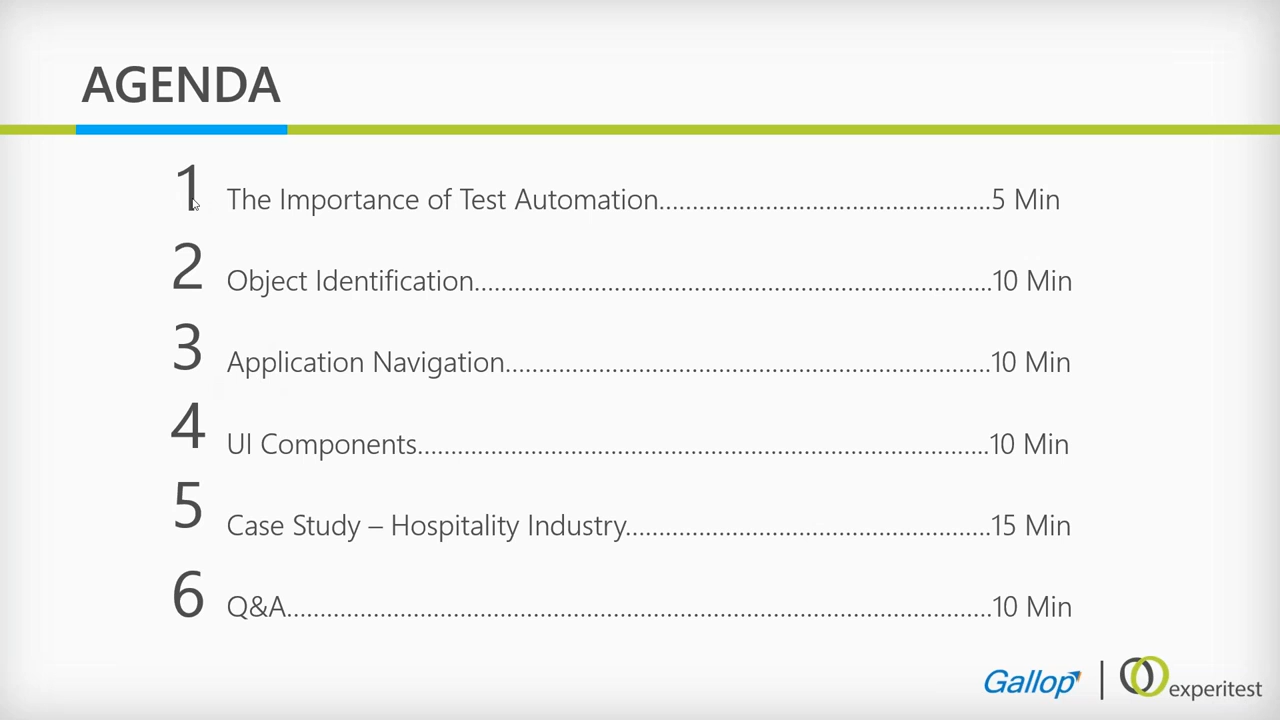 AGENDA
1 The Importance of Test Automation..................................................5 Min
2 Object Identification..............................................................................10 Min
3 Application Navigation.........................................................................10 Min
4 UI Components......................................................................................10 Min
5 Case Study – Hospitality Industry.......................................................15 Min
6 Q&A..........................................................................................................10 Min
Gallop | experitest